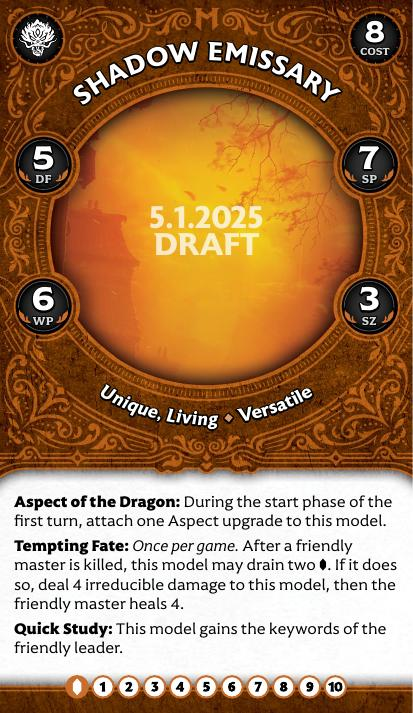 8
COST
SHADOW EMISSARY
5
DF
7
SP
5.1.2025
DRAFT
6
WP
3
SZ
Unique, Living ◆ Versatile
Aspect of the Dragon: During the start phase of the
first turn, attach one Aspect upgrade to this model.
Tempting Fate: Once per game. After a friendly
master is killed, this model may drain two ⬮. If it does
so, deal 4 irreducible damage to this model, then the
friendly master heals 4.
Quick Study: This model gains the keywords of the
friendly leader.
1 2 3 4 5 6 7 8 9 10